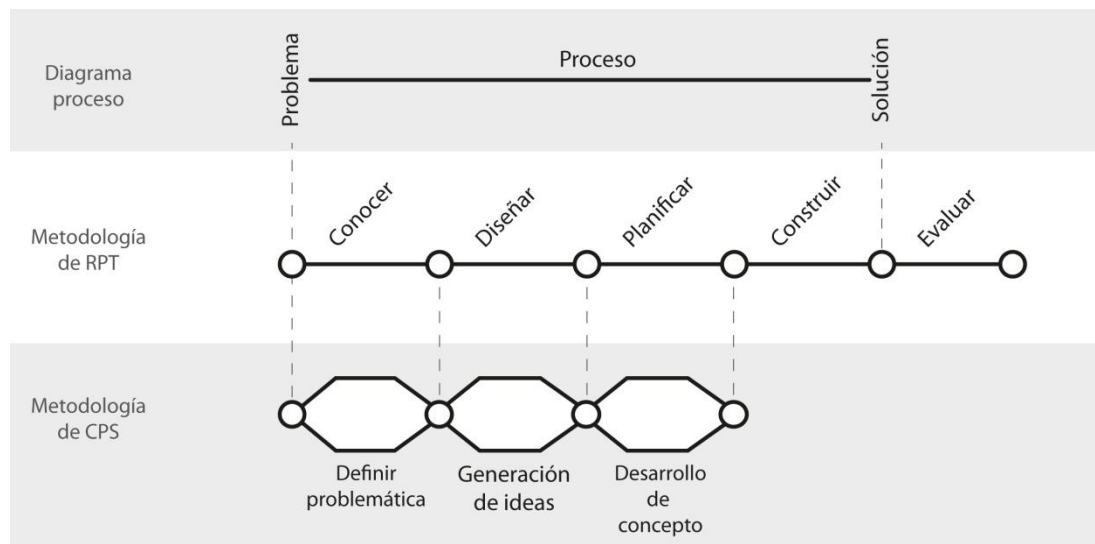 Diagrama
proceso
Problema
Proceso
Solución
Metodología
de RPT
Conocer
Diseñar
Planificar
Construir
Evaluar
Metodología
de CPS
Definir
problemática
Generación
de ideas
Desarrollo
de
concepto